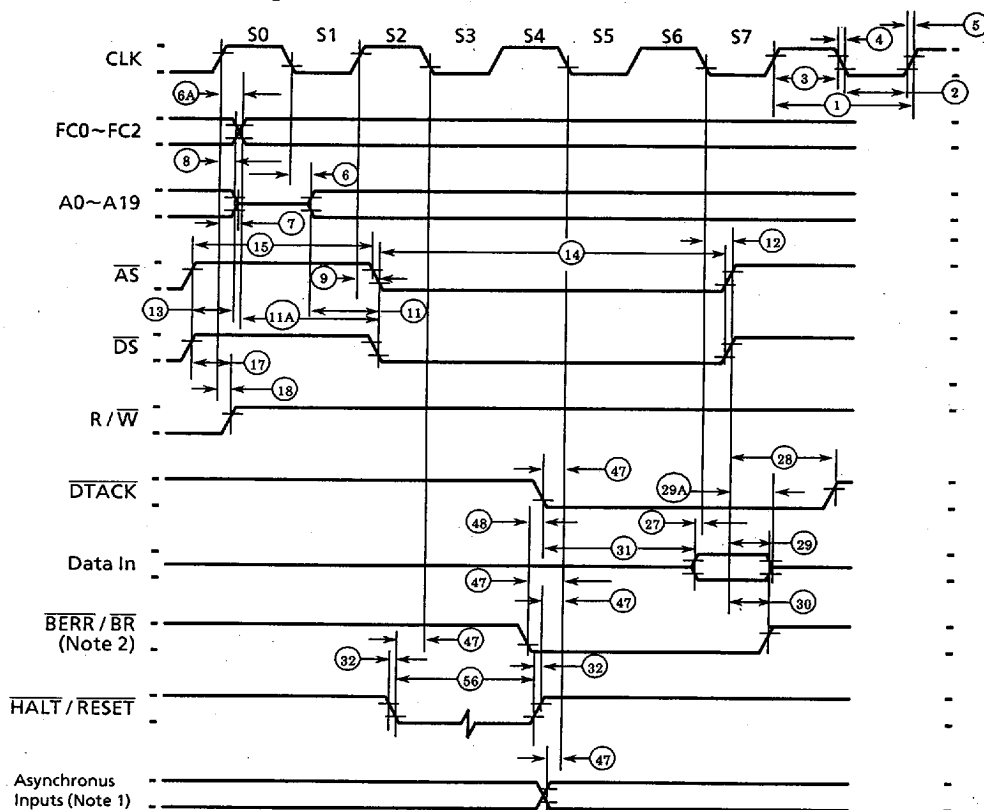 S0 S1 S2 S3 S4 S5 S6 S7
5
4
CLK
3
2
1
6A
FC0~FC2
8
6
A0~A19
7
15
14
12
AS
9
13
11A
11
DS
17
18
R / W
28
47
29A
DTACK
48
27
31
29
Data In
47
47
30
BERR / BR
(Note 2)
47
32
32
56
HALT / RESET
47
Asynchronus
Inputs (Note 1)